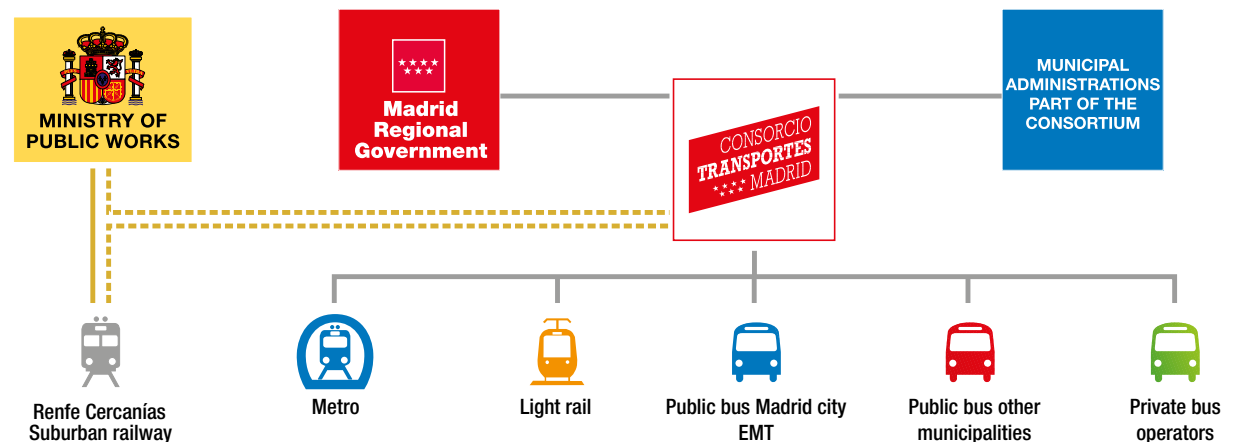 MINISTRY OF
PUBLIC WORKS
Madrid
Regional
Government
CONSORCIO
TRANSPORTES
MADRID
MUNICIPAL
ADMINISTRATIONS
PART OF THE
CONSORTIUM
Renfe Cercanías
Suburban railway
Metro
Light rail
Public bus Madrid city
EMT
Public bus other
municipalities
Private bus
operators